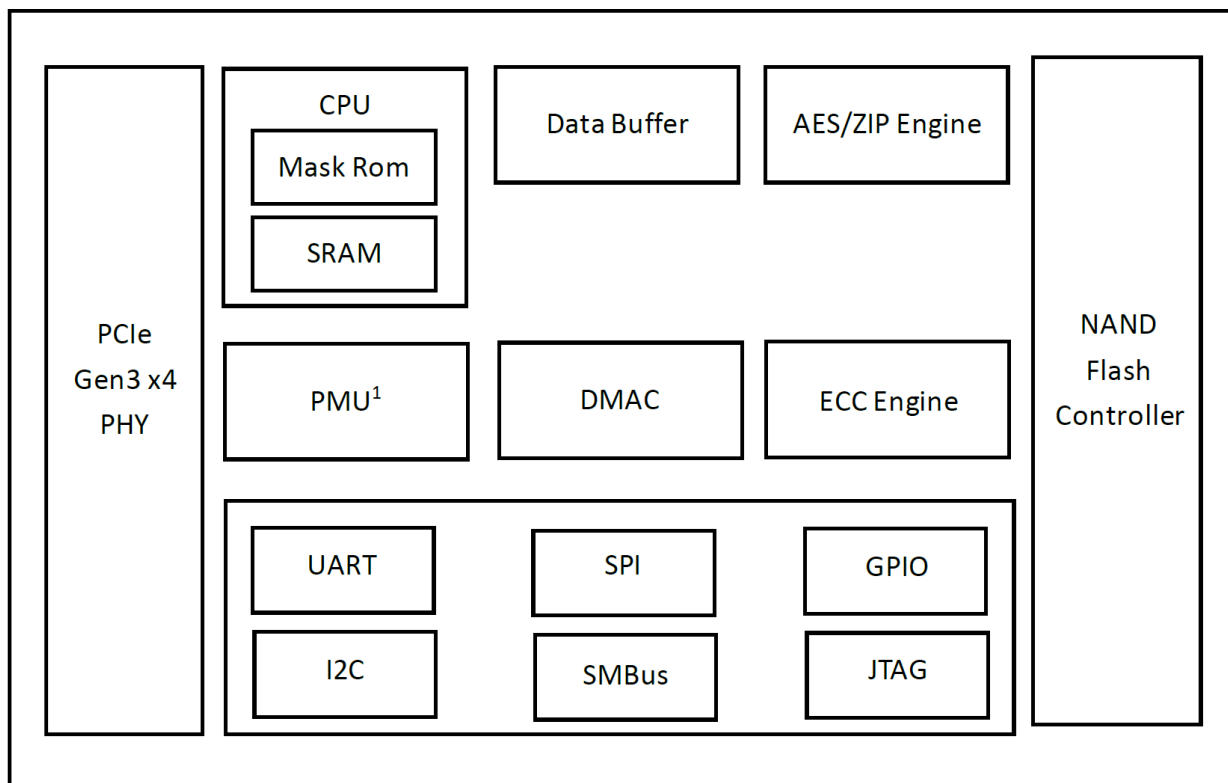 PCIe
Gen3 x4
PHY
CPU
Mask Rom
SRAM
Data Buffer
AES/ZIP Engine
PMU¹
DMAC
ECC Engine
UART
SPI
GPIO
I2C
SMBus
JTAG
NAND
Flash
Controller